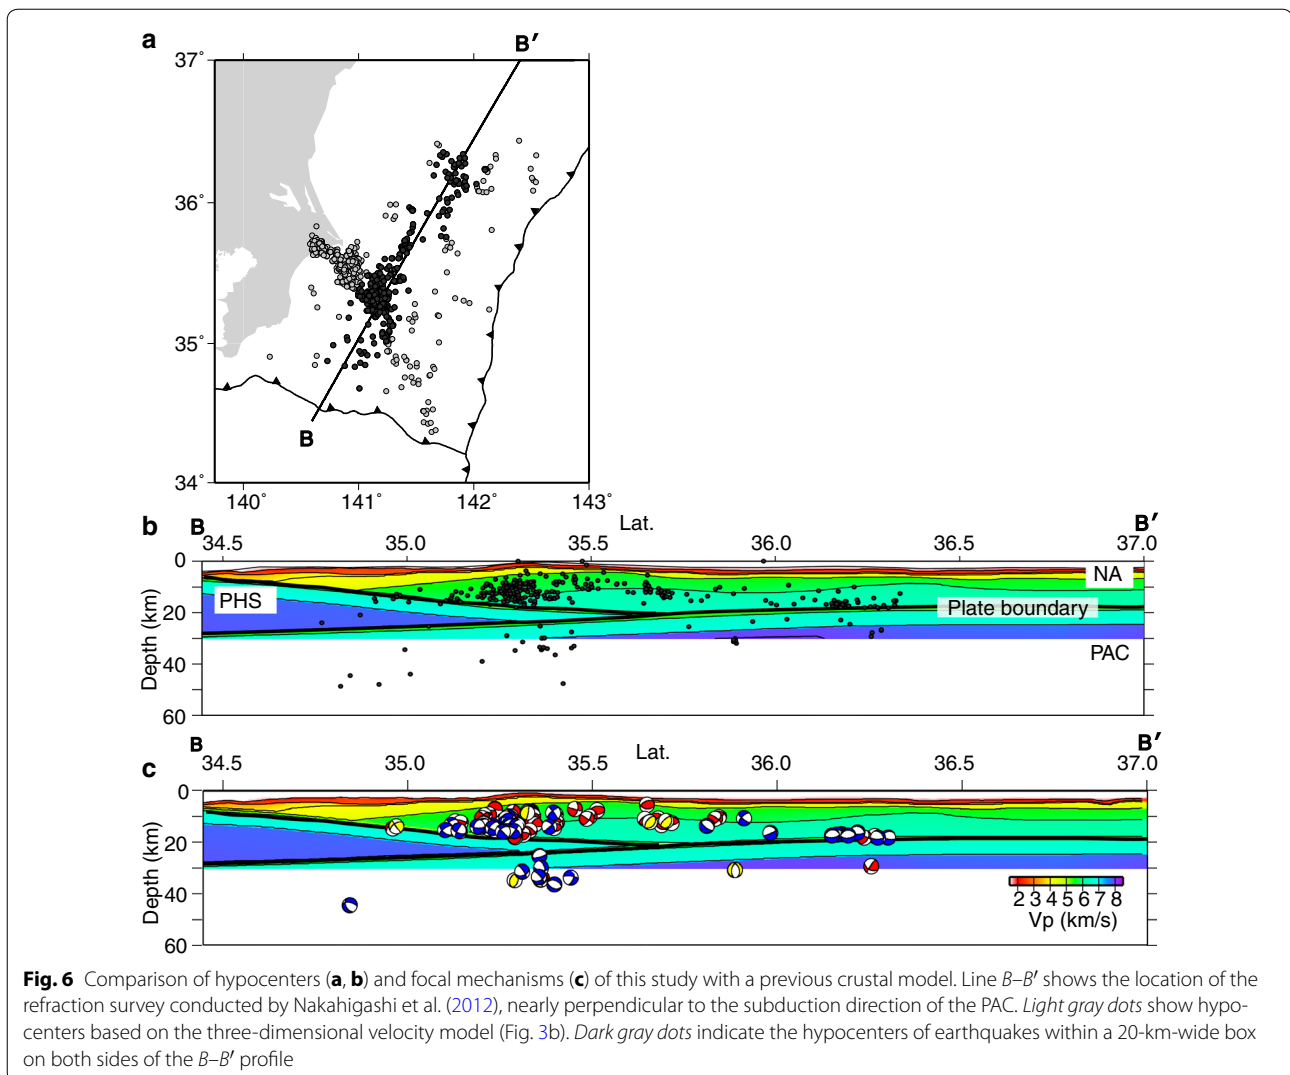 a
B′
37˚
36˚
35˚
34˚
B
140˚ 141˚ 142˚ 143˚
b B Lat. B′
34.5 35.0 35.5 36.0 36.5 37.0
0
20
40
60
Depth (km)
PHS
NA
Plate boundary
PAC
c B Lat. B′
34.5 35.0 35.5 36.0 36.5 37.0
0
20
40
60
Depth (km)
2 3 4 5 6 7 8
Vp (km/s)
Fig. 6 Comparison of hypocenters (a, b) and focal mechanisms (c) of this study with a previous crustal model. Line B–B′ shows the location of the
refraction survey conducted by Nakahigashi et al. (2012), nearly perpendicular to the subduction direction of the PAC. Light gray dots show hypo-
centers based on the three-dimensional velocity model (Fig. 3b). Dark gray dots indicate the hypocenters of earthquakes within a 20-km-wide box
on both sides of the B–B′ profile